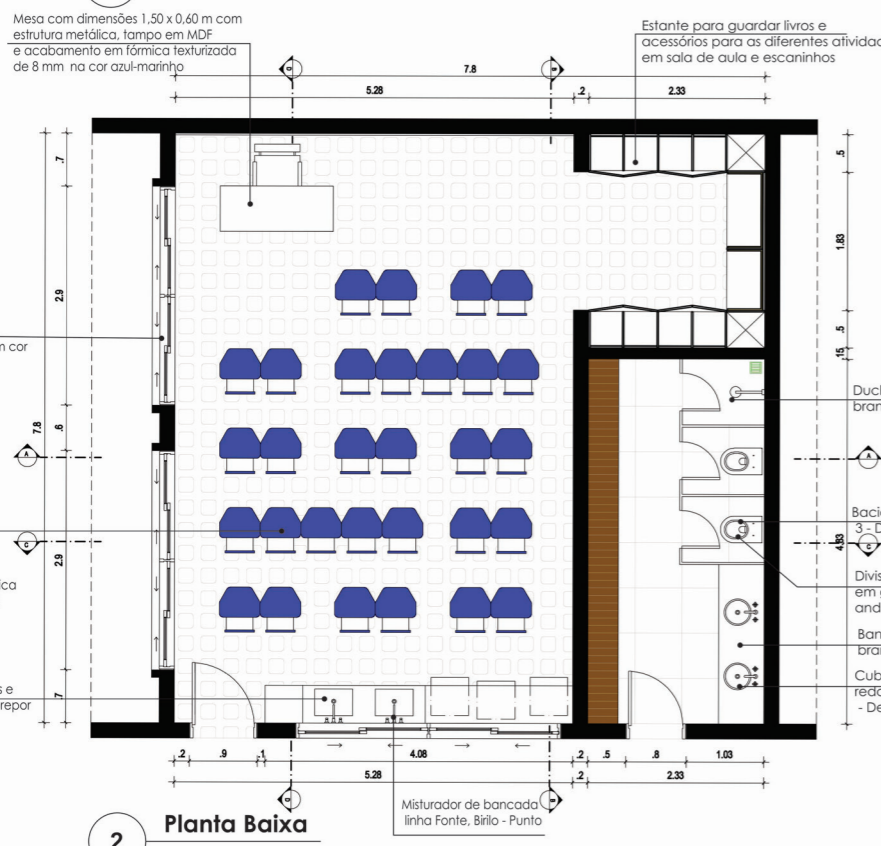 Mesa com dimensões 1,50 x 0,60 m com
estrutura metálica, tampo em MDF
e acabamento em fórmica texturizada
de 8 mm na cor azul-marinho
Estante para guardar livros e
acessórios para as diferentes atividad
em sala de aula e escaninhos
7.8
5.28
.2
2.33
.7
2.9
.6
2.9
.7
7.8
.5
1.83
.5
.15
4.83
D
B
A
C
A
C
m cor
ica
s e
repor
Duch
bran
Bacia
3 - D
Divis
em g
and
Ban
bran
Cub
redo
- De
.2
.9
.1
4.08
.2
.5
.8
1.03
5.28
.2
2.33
Misturador de bancada
linha Fonte, Birilo - Punto
2
Planta Baixa